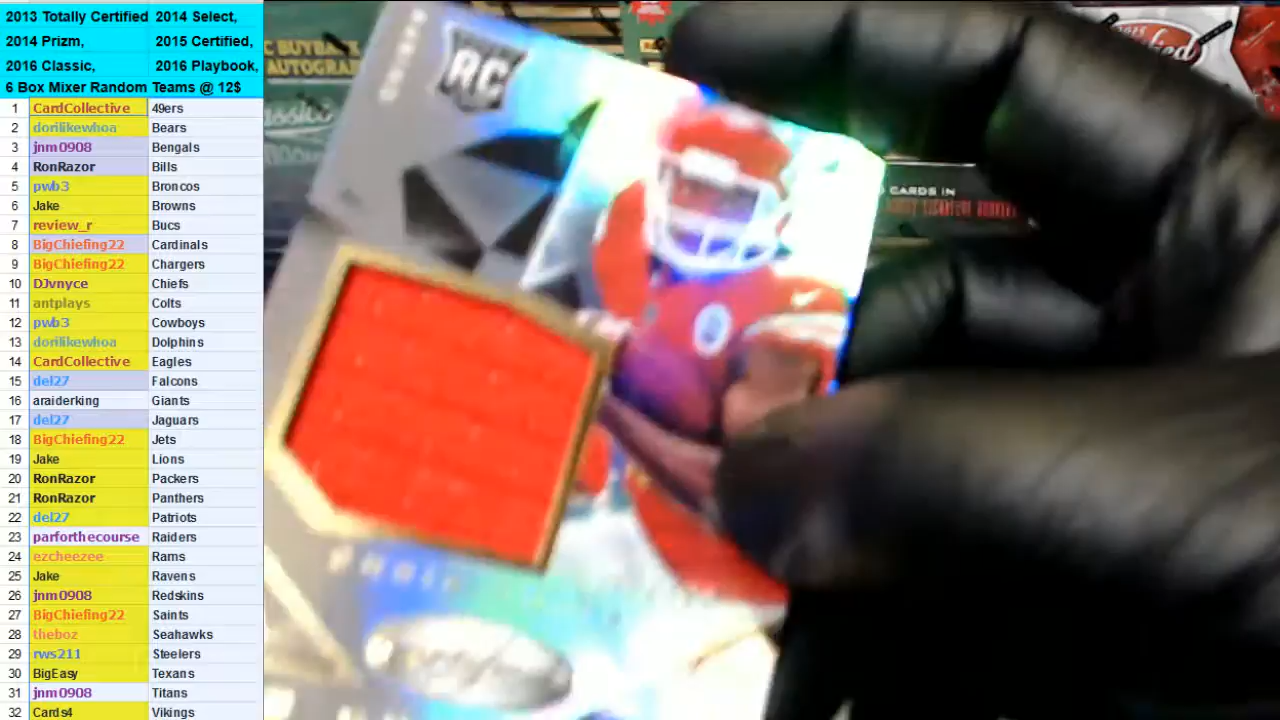 2013 Totally Certified 2014 Select,
2014 Prizm, 2015 Certified,
2016 Classic, 2016 Playbook,
6 Box Mixer Random Teams @ 12$
1 CardCollective 49ers
2 dorilikewhoa Bears
3 jnm0908 Bengals
4 RonRazor Bills
5 pwb3 Broncos
6 Jake Browns
7 review_r Bucs
8 BigChiefing22 Cardinals
9 BigChiefing22 Chargers
10 DJvnyce Chiefs
11 antplays Colts
12 pwb3 Cowboys
13 dorilikewhoa Dolphins
14 CardCollective Eagles
15 del27 Falcons
16 araiderking Giants
17 del27 Jaguars
18 BigChiefing22 Jets
19 Jake Lions
20 RonRazor Packers
21 RonRazor Panthers
22 del27 Patriots
23 parforthecourse Raiders
24 ezcheezee Rams
25 Jake Ravens
26 jnm0908 Redskins
27 BigChiefing22 Saints
28 theboz Seahawks
29 rws211 Steelers
30 BigEasy Texans
31 jnm0908 Titans
32 Cards4 Vikings
RC
BUYBACK
AUTOGRAP
CARDS IN